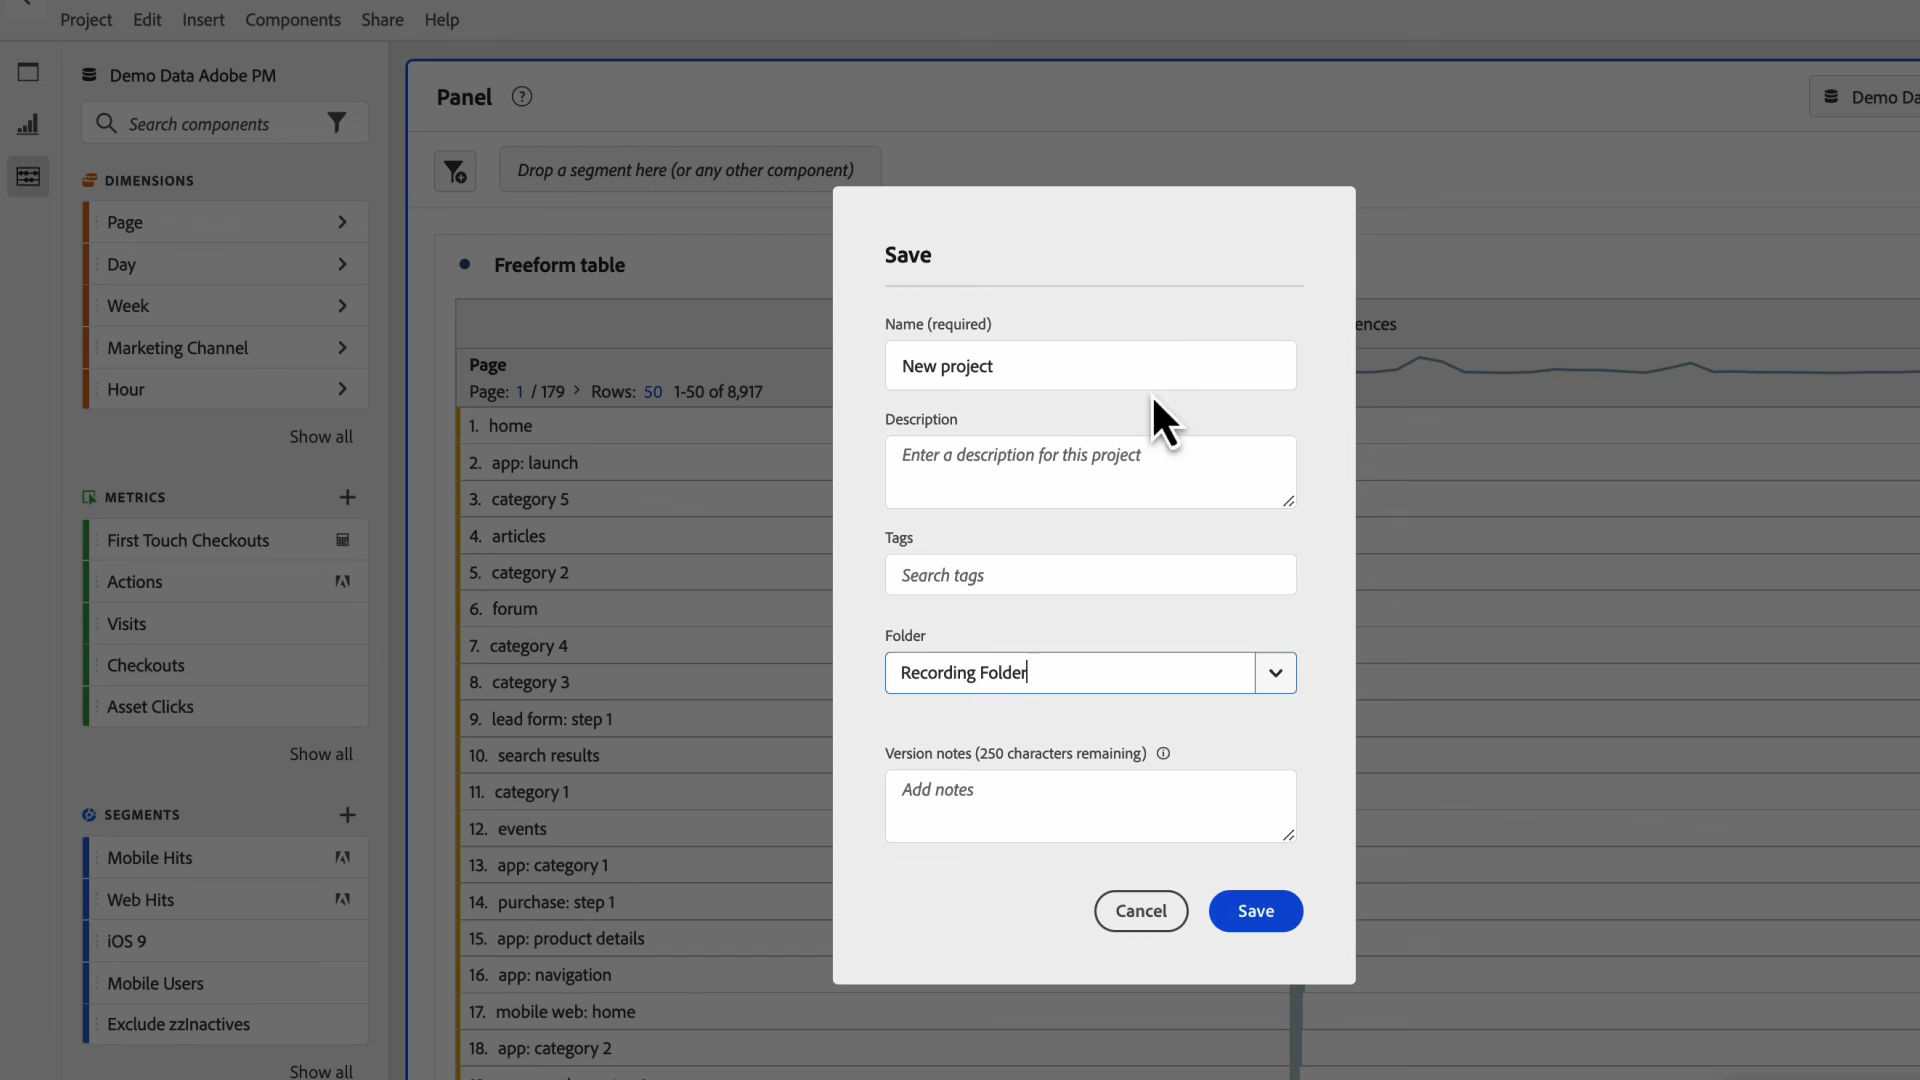 Project Edit Insert Components Share Help
Demo Data Adobe PM
Search components
DIMENSIONS
Page
Day
Week
Marketing Channel
Hour
Show all
METRICS
First Touch Checkouts
Actions
Visits
Checkouts
Asset Clicks
Show all
SEGMENTS
Mobile Hits
Web Hits
iOS 9
Mobile Users
Exclude zzInactives
Show all
Panel
Demo Da
Drop a segment here (or any other component)
Freeform table
ences
Page
Page: 1 / 179 > Rows: 50 1-50 of 8,917
1. home
2. app: launch
3. category 5
4. articles
5. category 2
6. forum
7. category 4
8. category 3
9. lead form: step 1
10. search results
11. category 1
12. events
13. app: category 1
14. purchase: step 1
15. app: product details
16. app: navigation
17. mobile web: home
18. app: category 2
Save
Name (required)
New project
Description
Enter a description for this project
Tags
Search tags
Folder
Recording Folder
Version notes (250 characters remaining)
Add notes
Cancel Save